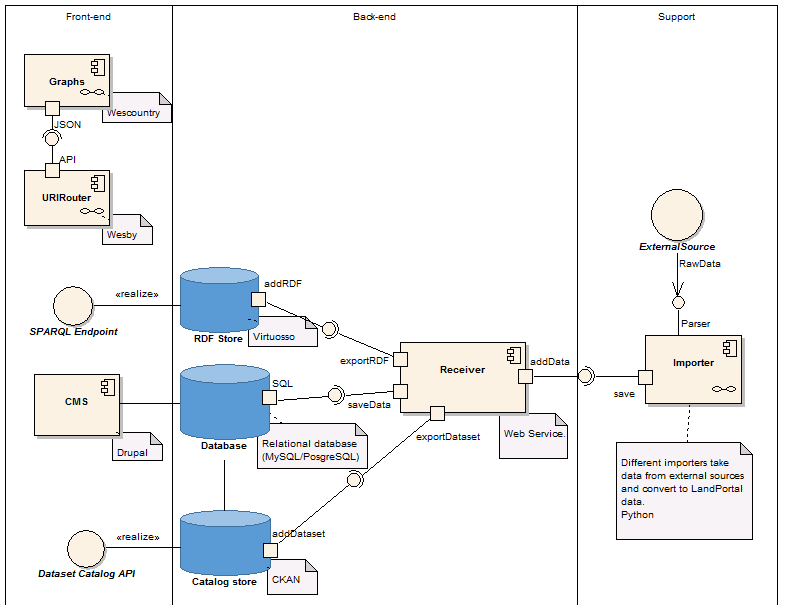 Front-end
Back-end
Support
Graphs
Wescountry
JSON
API
URIRouter
Wesby
ExternalSource
RawData
Parser
Importer
save
Different importers take
data from external sources
and convert to LandPortal
data.
Python
«realize»
SPARQL Endpoint
addRDF
RDF Store
Virtuosso
exportRDF
Receiver
addData
saveData
exportDataset
Web Service.
CMS
Drupal
SQL
Database
Relational database
(MySQL/PosgreSQL)
«realize»
Dataset Catalog API
addDataset
Catalog store
CKAN